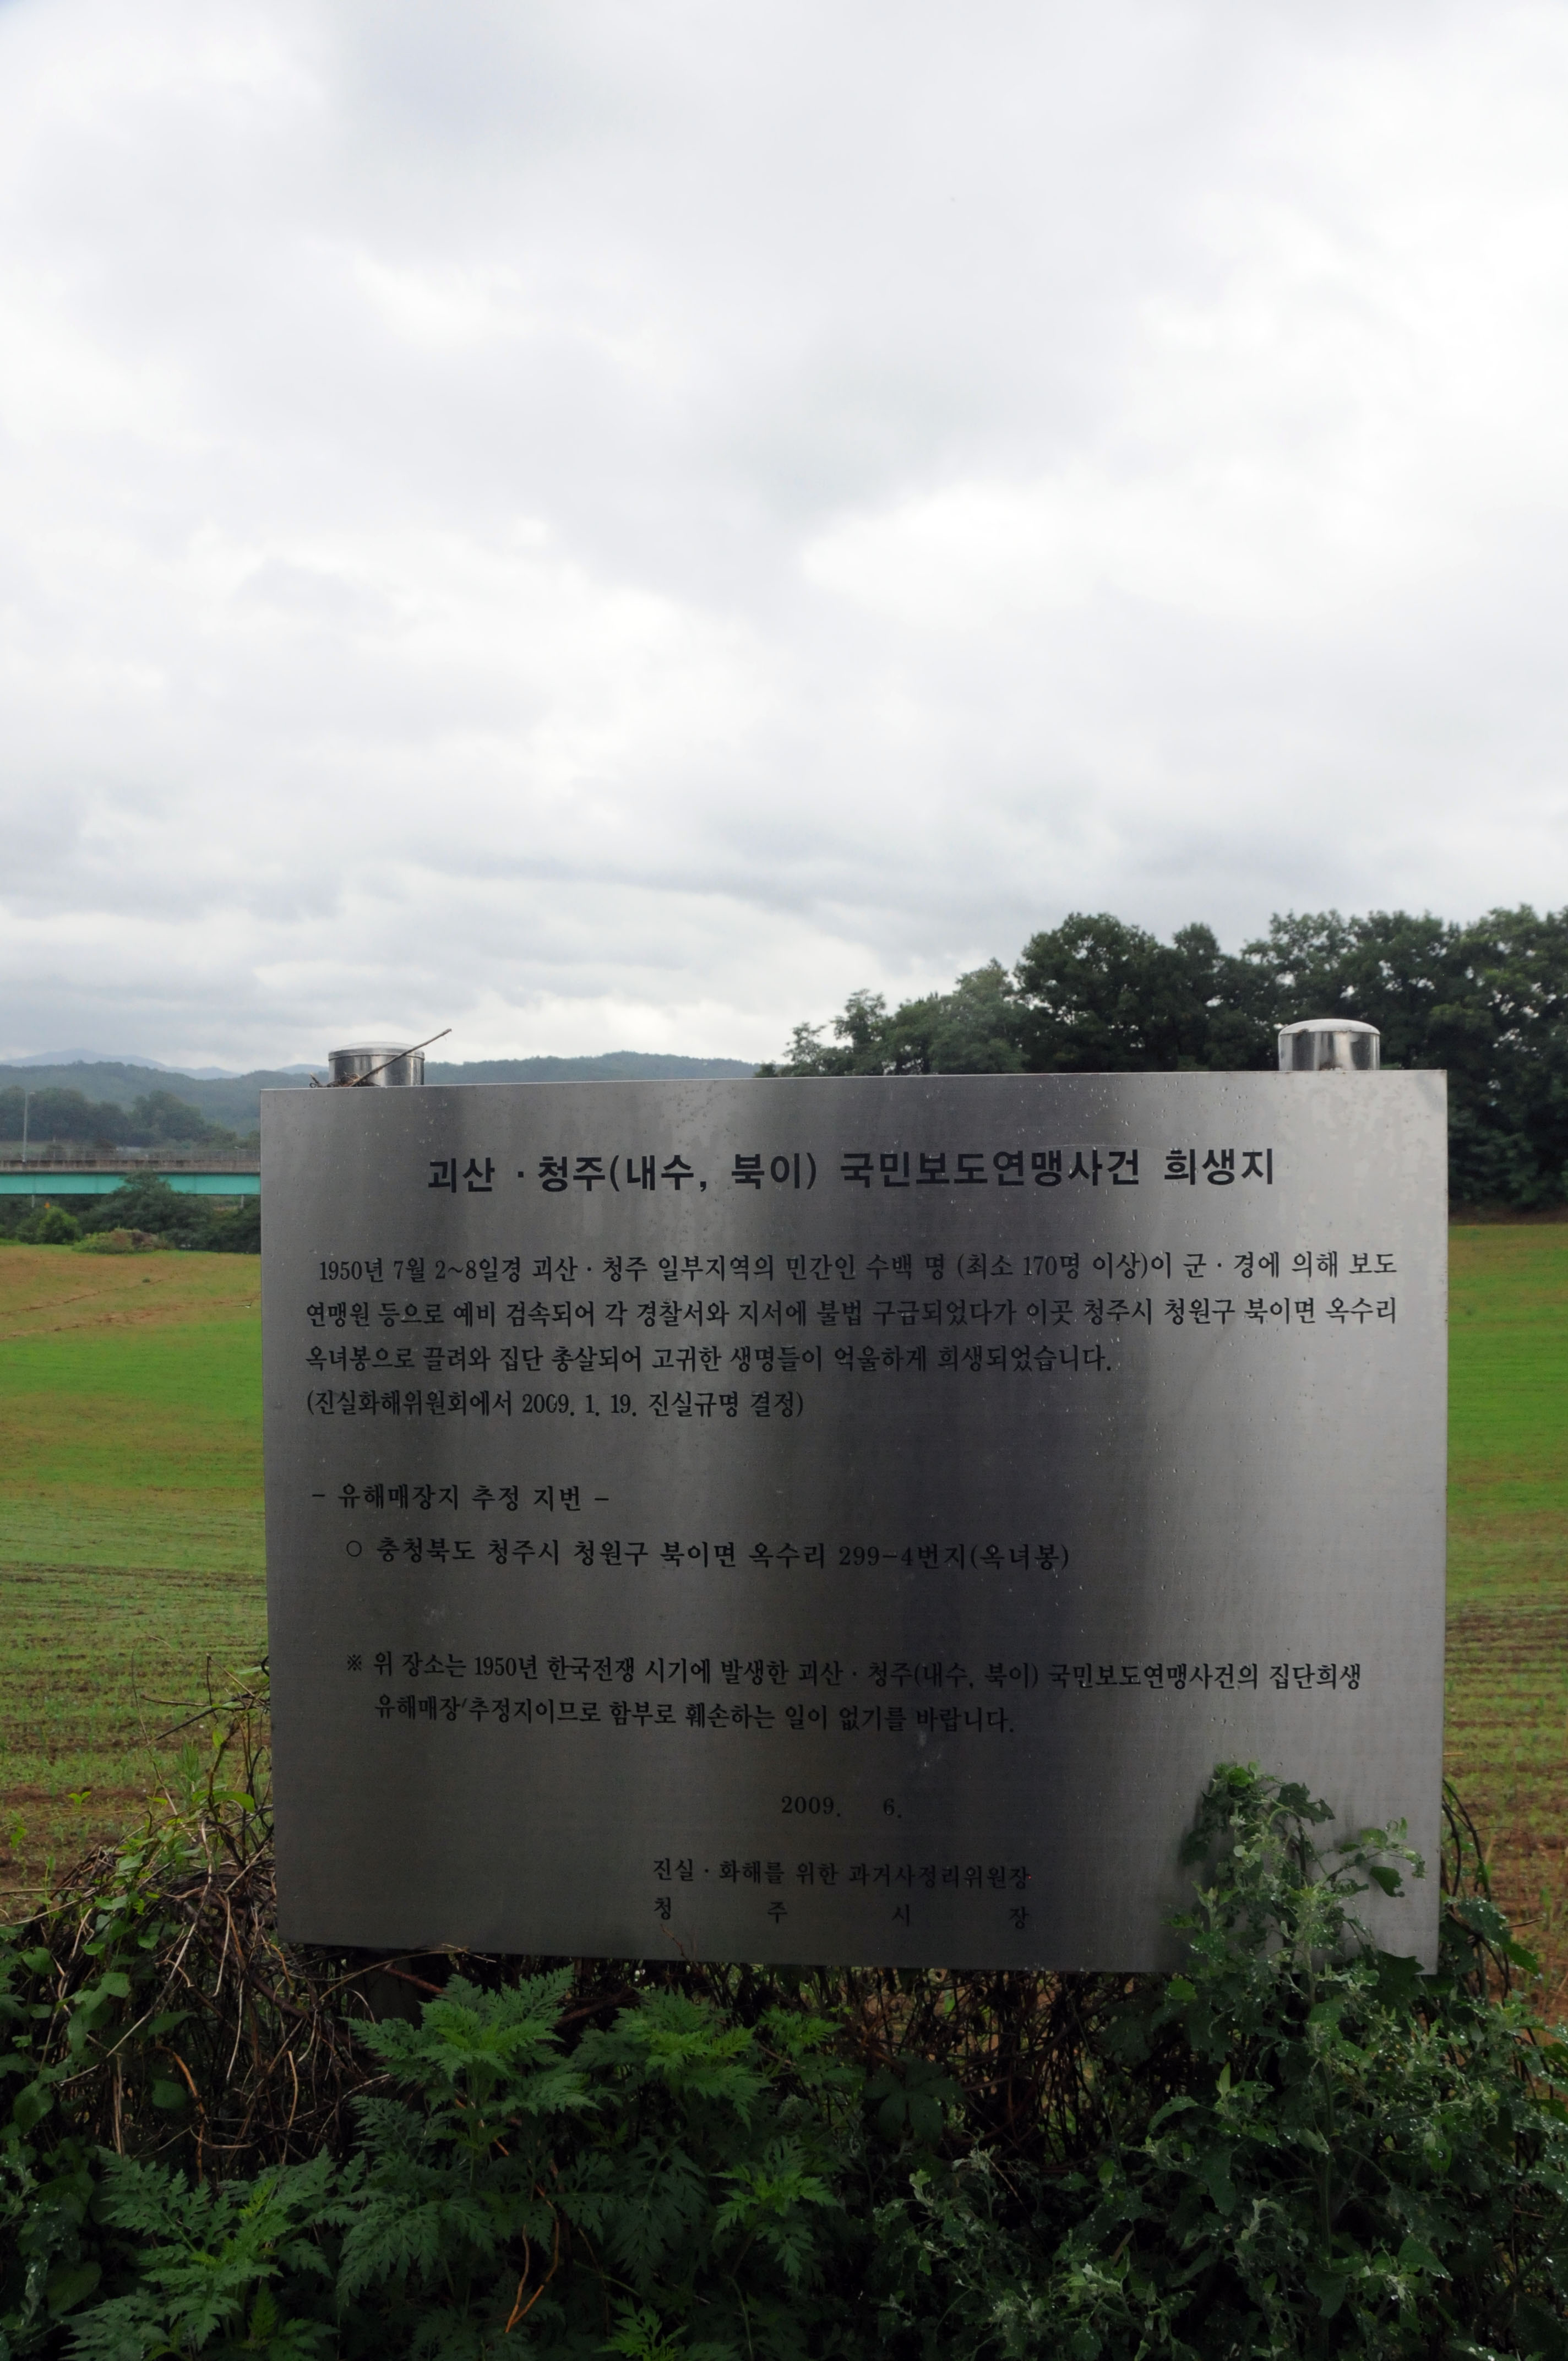 괴산 · 청주(내수, 북이) 국민보도연맹사건 희생지
1950년 7월 2~8일경 괴산 · 청주 일부지역의 민간인 수백 명 (최소 170명 이상)이 군 · 경에 의해 보도
연맹원 등으로 예비 검속되어 각 경찰서와 지서에 불법 구금되었다가 이곳 청주시 청원구 북이면 옥수리
옥녀봉으로 끌려와 집단 총살되어 고귀한 생명들이 억울하게 희생되었습니다.
(진실화해위원회에서 2009. 1. 19. 진실규명 결정)
- 유해매장지 추정 지번 -
○ 충청북도 청주시 청원구 북이면 옥수리 299-4번지(옥녀봉)
※ 위 장소는 1950년 한국전쟁 시기에 발생한 괴산 · 청주(내수, 북이) 국민보도연맹사건의 집단희생
유해매장/추정지이므로 함부로 훼손하는 일이 없기를 바랍니다.
2009. 6.
진실 · 화해를 위한 과거사정리위원장
청 주 시 장